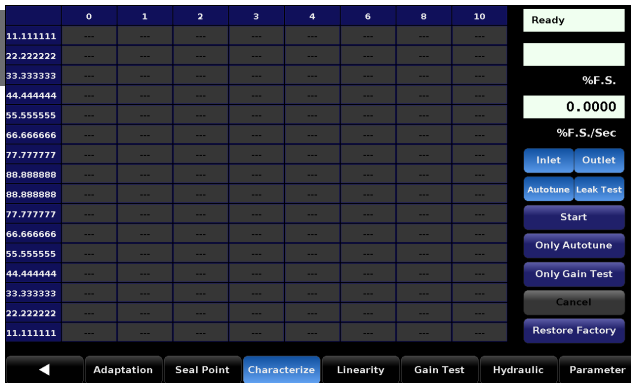 0 1 2 3 4 6 8 10
11.111111 --- --- --- --- --- --- --- ---
22.222222 --- --- --- --- --- --- --- ---
33.333333 --- --- --- --- --- --- --- ---
44.444444 --- --- --- --- --- --- --- ---
55.555555 --- --- --- --- --- --- --- ---
66.666666 --- --- --- --- --- --- --- ---
77.777777 --- --- --- --- --- --- --- ---
88.888888 --- --- --- --- --- --- --- ---
88.888888 --- --- --- --- --- --- --- ---
77.777777 --- --- --- --- --- --- --- ---
66.666666 --- --- --- --- --- --- --- ---
55.555555 --- --- --- --- --- --- --- ---
44.444444 --- --- --- --- --- --- --- ---
33.333333 --- --- --- --- --- --- --- ---
22.222222 --- --- --- --- --- --- --- ---
11.111111 --- --- --- --- --- --- --- ---
Ready
%F.S.
0.0000
%F.S./Sec
Inlet Outlet
Autotune Leak Test
Start
Only Autotune
Only Gain Test
Cancel
Restore Factory
Adaptation Seal Point Characterize Linearity Gain Test Hydraulic Parameter